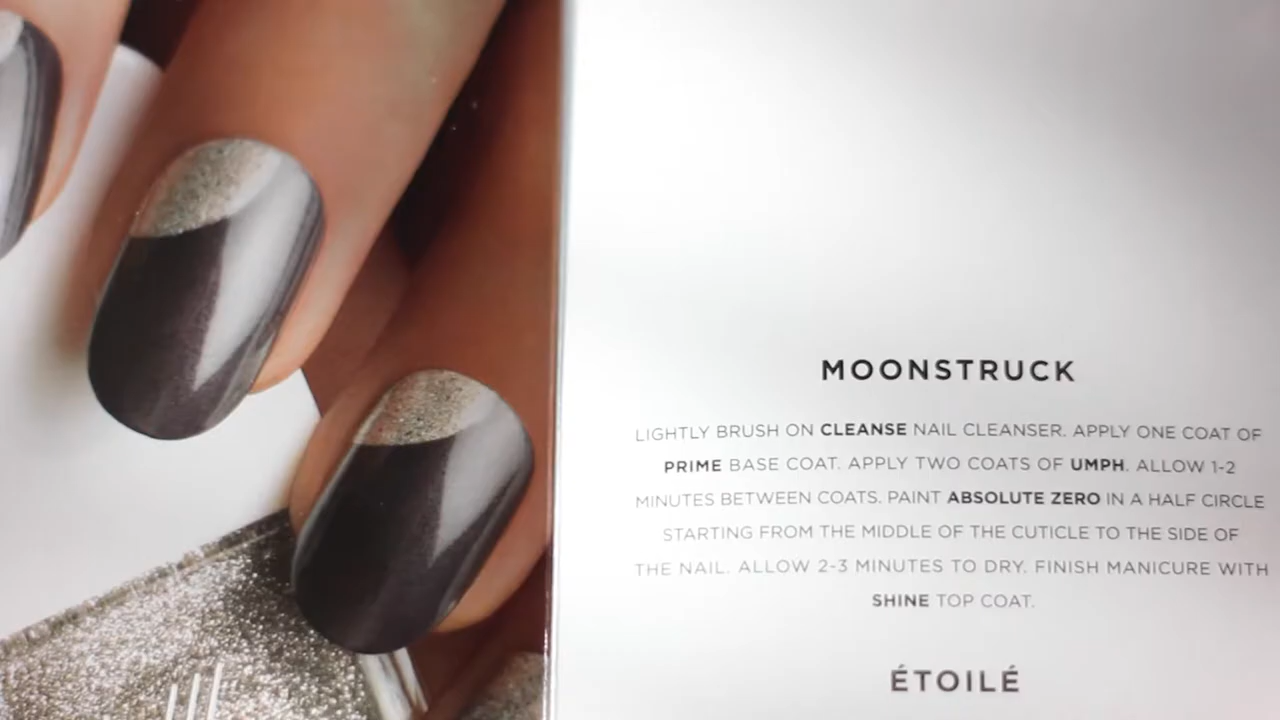 MOONSTRUCK
LIGHTLY BRUSH ON CLEANSE NAIL CLEANSER. APPLY ONE COAT OF
PRIME BASE COAT. APPLY TWO COATS OF UMPH. ALLOW 1-2
MINUTES BETWEEN COATS. PAINT ABSOLUTE ZERO IN A HALF CIRCLE
STARTING FROM THE MIDDLE OF THE CUTICLE TO THE SIDE OF
THE NAIL. ALLOW 2-3 MINUTES TO DRY. FINISH MANICURE WITH
SHINE TOP COAT.
ÉTOILÉ